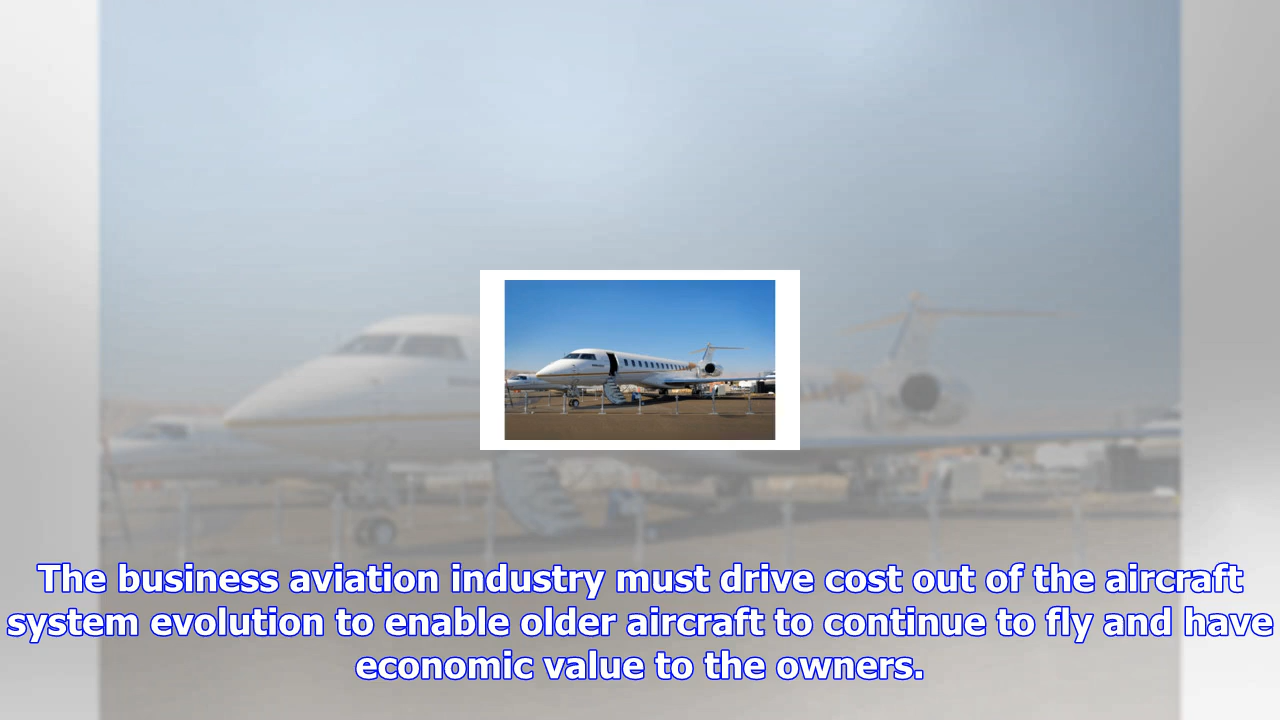 The business aviation industry must drive cost out of the aircraft
system evolution to enable older aircraft to continue to fly and have
economic value to the owners.